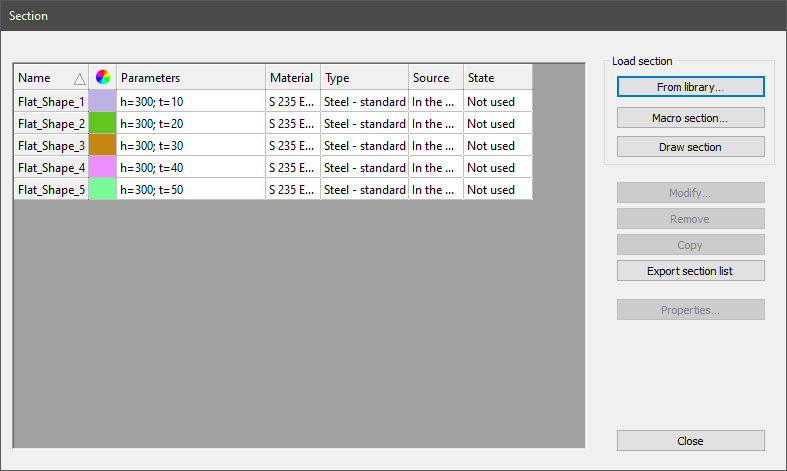 Section
Name Parameters Material Type Source State
Flat_Shape_1 h=300; t=10 S 235 E... Steel - standard In the ... Not used
Flat_Shape_2 h=300; t=20 S 235 E... Steel - standard In the ... Not used
Flat_Shape_3 h=300; t=30 S 235 E... Steel - standard In the ... Not used
Flat_Shape_4 h=300; t=40 S 235 E... Steel - standard In the ... Not used
Flat_Shape_5 h=300; t=50 S 235 E... Steel - standard In the ... Not used
Load section
From library...
Macro section...
Draw section
Modify...
Remove
Copy
Export section list
Properties...
Close